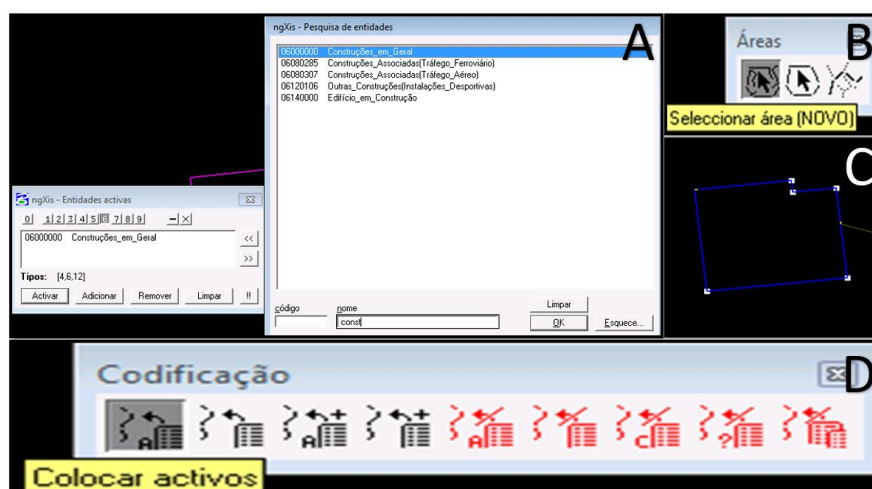 ngXis - Pesquisa de entidades
A
06000000 Construções_em_Geral
06080285 Construções_Associadas(Tráfego_Ferroviário)
06080307 Construções_Associadas(Tráfego_Aéreo)
06120106 Outras_Construções(Instalações_Desportivas)
06140000 Edifício_em_Construção
código
nome
const
Limpar
OK
Esquece...
ngXis - Entidades activas
0 1 2 3 4 5 6 7 8 9
06000000 Construções_em_Geral
<<
>>
Tipos: [4,6,12]
Activar Adicionar Remover Limpar !!
Áreas
B
Seleccionar área (NOVO)
C
Codificação
D
Colocar activos